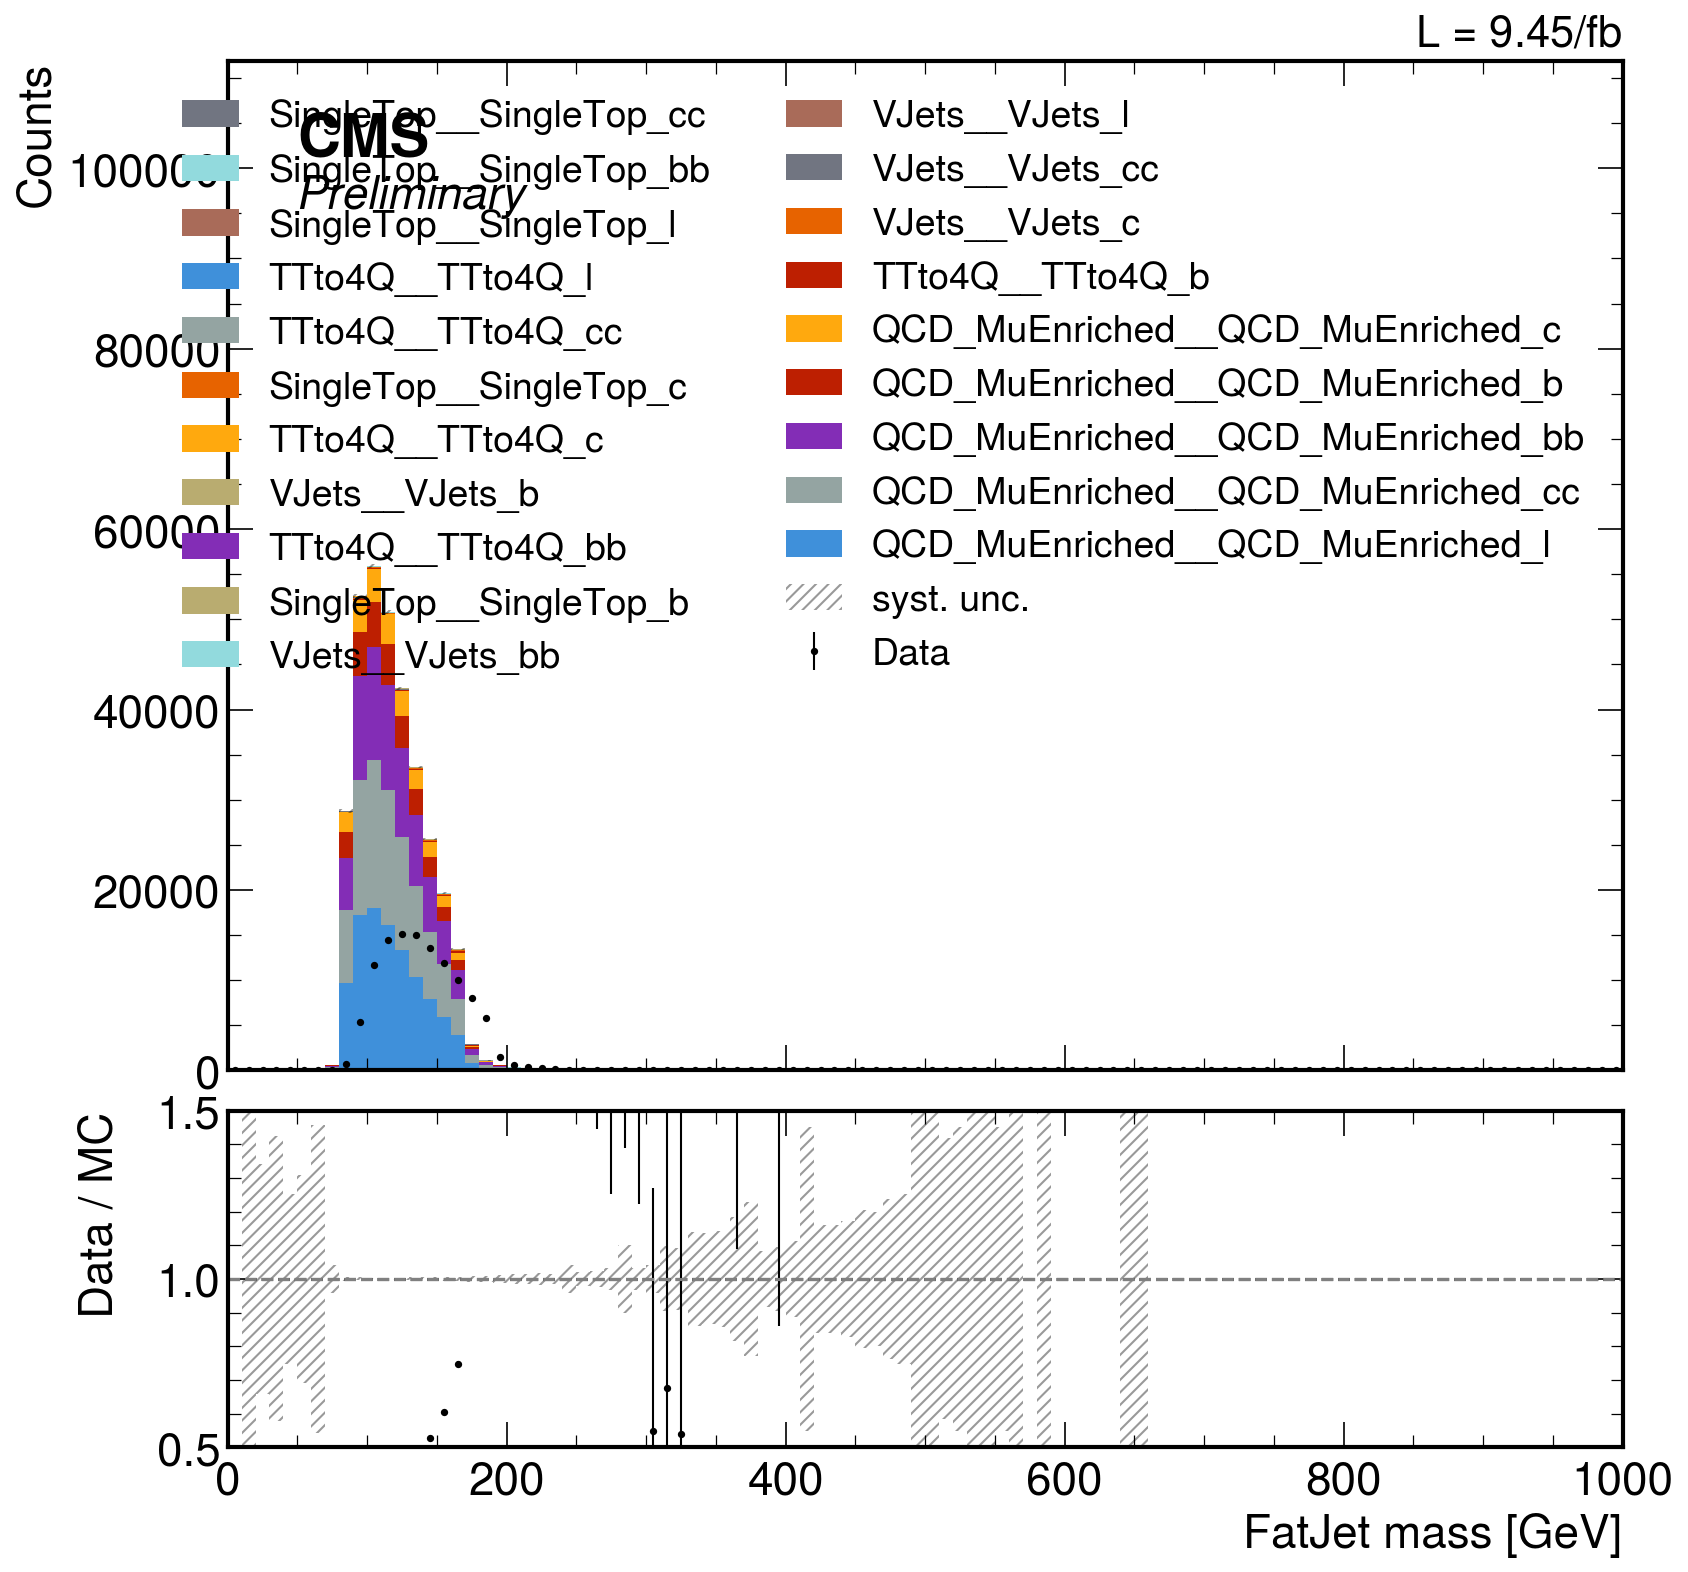 L = 9.45/fb
Counts
CMS
Preliminary
SingleTop__SingleTop_cc
SingleTop__SingleTop_bb
SingleTop__SingleTop_l
TTto4Q__TTto4Q_l
TTto4Q__TTto4Q_cc
SingleTop__SingleTop_c
TTto4Q__TTto4Q_c
VJets__VJets_b
TTto4Q__TTto4Q_bb
SingleTop__SingleTop_b
VJets__VJets_bb
VJets__VJets_l
VJets__VJets_cc
VJets__VJets_c
TTto4Q__TTto4Q_b
QCD_MuEnriched__QCD_MuEnriched_c
QCD_MuEnriched__QCD_MuEnriched_b
QCD_MuEnriched__QCD_MuEnriched_bb
QCD_MuEnriched__QCD_MuEnriched_cc
QCD_MuEnriched__QCD_MuEnriched_l
syst. unc.
Data
100000
80000
60000
40000
20000
0
Data / MC
1.5
1.0
0.5
0 200 400 600 800 1000
FatJet mass [GeV]